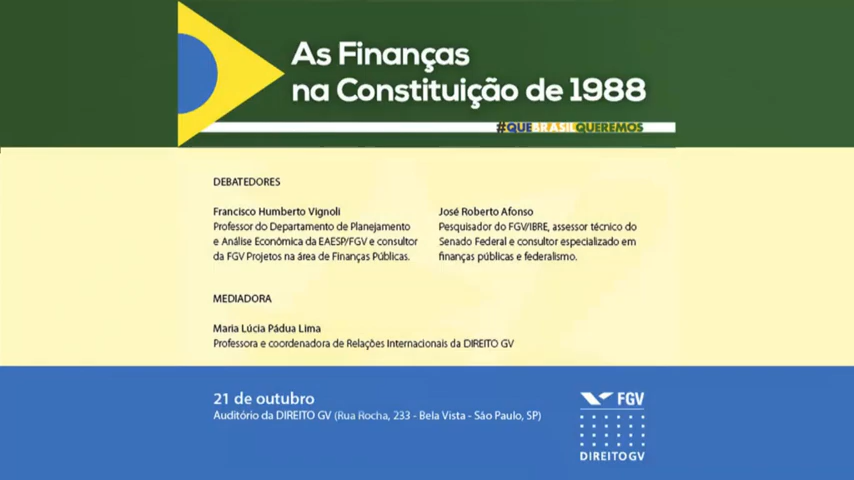 As Finanças
na Constituição de 1988
#QUEBRASILQUEREMOS
DEBATEDORES
Francisco Humberto Vignoli
Professor do Departamento de Planejamento
e Análise Econômica da EAESP/FGV e consultor
da FGV Projetos na área de Finanças Públicas.
José Roberto Afonso
Pesquisador do FGV/IBRE, assessor técnico do
Senado Federal e consultor especializado em
finanças públicas e federalismo.
MEDIADORA
Maria Lúcia Pádua Lima
Professora e coordenadora de Relações Internacionais da DIREITO GV
21 de outubro
Auditório da DIREITO GV (Rua Rocha, 233 - Bela Vista - São Paulo, SP)
FGV
DIREITO GV